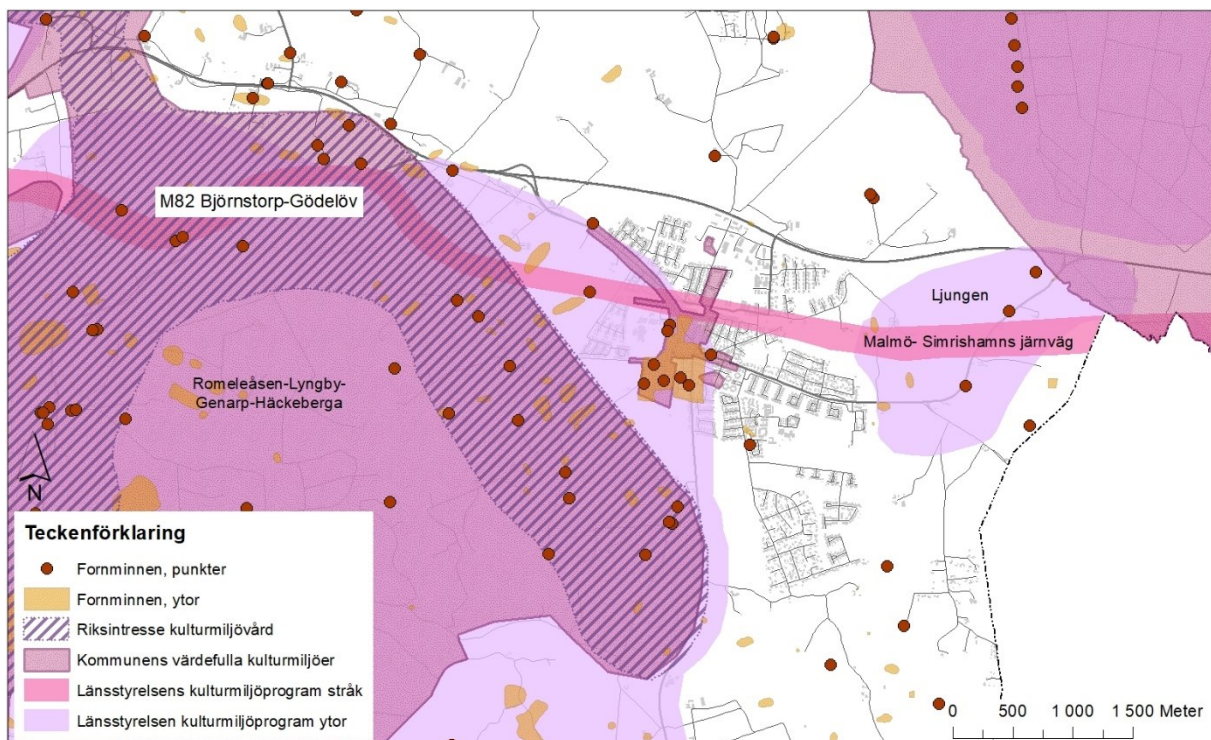 M82 Björnstorp-Gödelöv
Ljungen
Malmö- Simrishamns järnväg
Romeleåsen-Lyngby-
Genarp-Häckeberga
N
Teckenförklaring
Fornminnen, punkter
Fornminnen, ytor
Riksintresse kulturmiljövård
Kommunens värdefulla kulturmiljöer
Länsstyrelsens kulturmiljöprogram stråk
Länsstyrelsen kulturmiljöprogram ytor
0 500 1 000 1 500 Meter